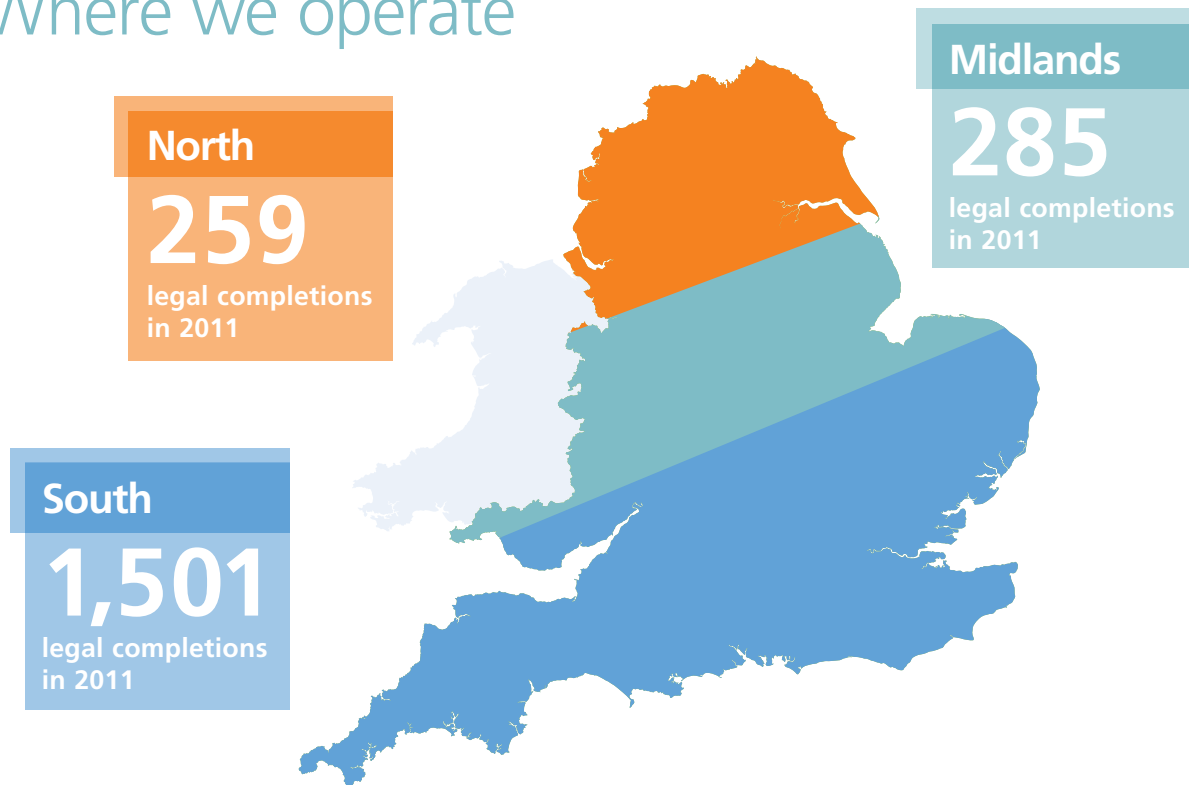 Where we operate
Midlands
285
legal completions
in 2011
North
259
legal completions
in 2011
South
1,501
legal completions
in 2011